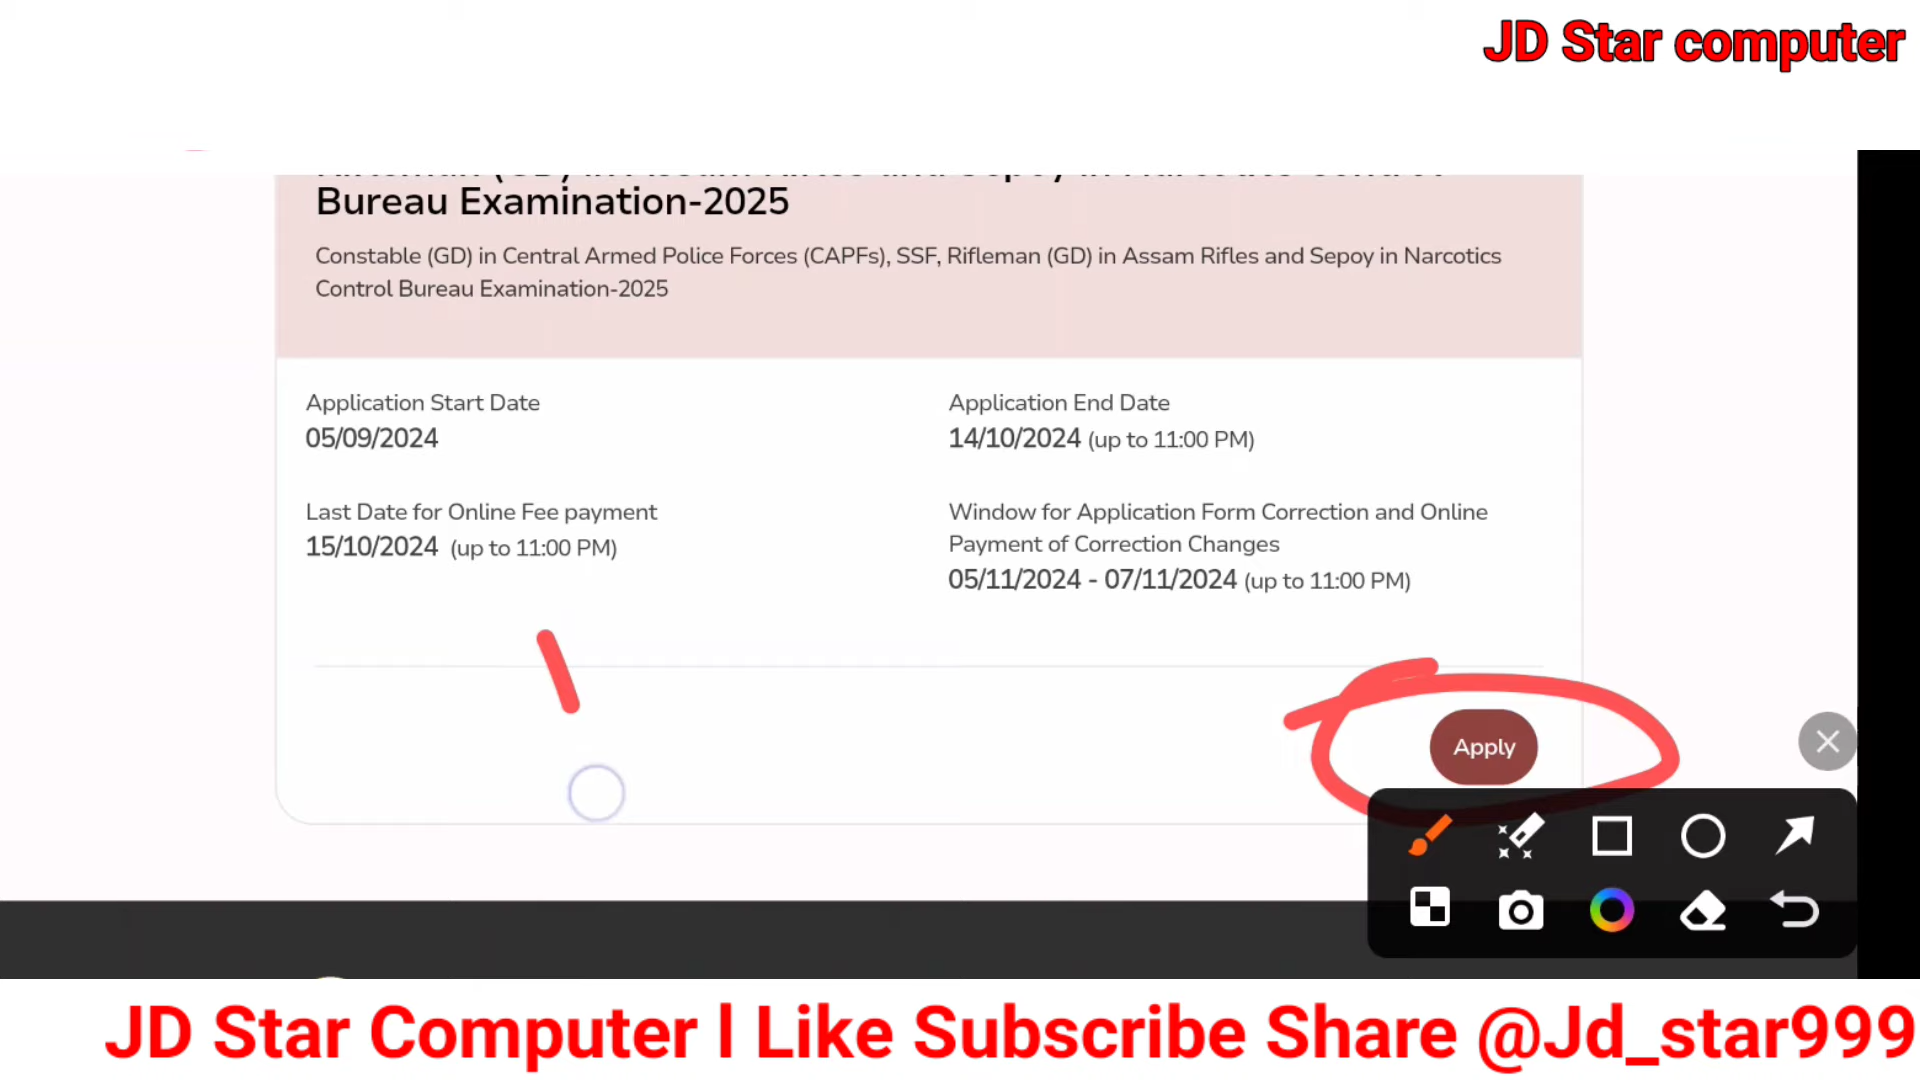 JD Star computer
Bureau Examination-2025
Constable (GD) in Central Armed Police Forces (CAPFs), SSF, Rifleman (GD) in Assam Rifles and Sepoy in Narcotics
Control Bureau Examination-2025
Application Start Date
05/09/2024
Application End Date
14/10/2024 (up to 11:00 PM)
Last Date for Online Fee payment
15/10/2024 (up to 11:00 PM)
Window for Application Form Correction and Online
Payment of Correction Changes
05/11/2024 - 07/11/2024 (up to 11:00 PM)
Apply
JD Star Computer l Like Subscribe Share @Jd_star999